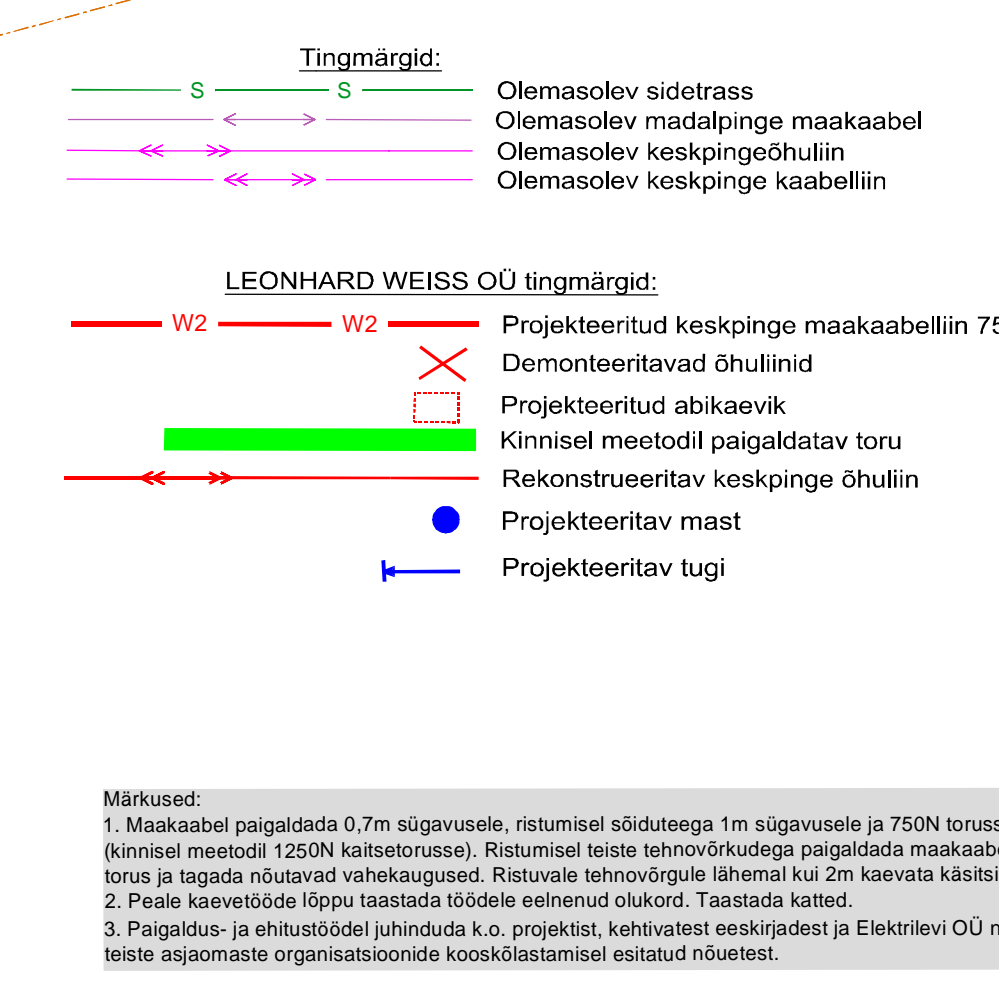 Tingmärgid:
S S Olemasolev sidetrass
Olemasolev madalpinge maakaabel
Olemasolev keskpingeõhuliin
Olemasolev keskpinge kaabelliin
LEONHARD WEISS OÜ tingmärgid:
W2 W2 Projekteeritud keskpinge maakaabelliin 75
Demonteeritavad õhuliinid
Projekteeritud abikaevik
Kinnisel meetodil paigaldatav toru
Rekonstrueeritav keskpinge õhuliin
Projekteeritav mast
Projekteeritav tugi
Märkused:
1. Maakaabel paigaldada 0,7m sügavusele, ristumisel sõiduteega 1m sügavusele ja 750N toruss
(kinnisel meetodil 1250N kaitsetorusse). Ristumisel teiste tehnovõrkudega paigaldada maakaabe
torus ja tagada nõutavad vahekaugused. Ristuvale tehnovõrgule lähemal kui 2m kaevata käsitsi
2. Peale kaevetööde lõppu taastada töödele eelnenud olukord. Taastada katted.
3. Paigaldus- ja ehitustöödel juhinduda k.o. projektist, kehtivatest eeskirjadest ja Elektrilevi OÜ n
teiste asjaomaste organisatsioonide kooskõlastamisel esitatud nõuetest.